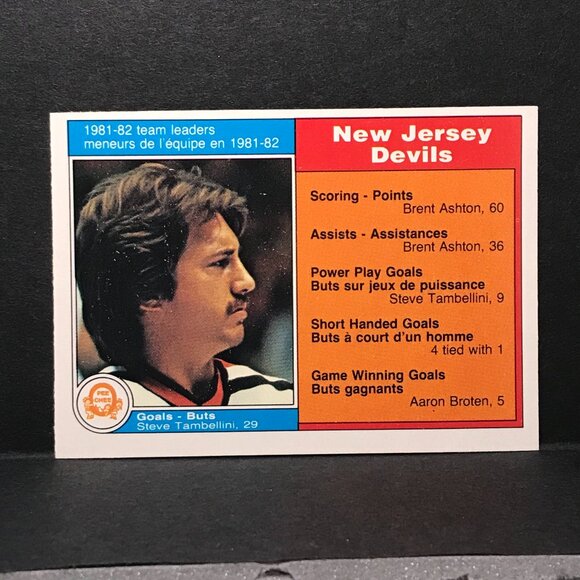 1981-82 team leaders
meneurs de l'équipe en 1981-82
New Jersey
Devils
Scoring - Points
Brent Ashton, 60
Assists - Assistances
Brent Ashton, 36
Power Play Goals
Buts sur jeux de puissance
Steve Tambellini, 9
Short Handed Goals
Buts à court d'un homme
4 tied with 1
Game Winning Goals
Buts gagnants
Aaron Broten, 5
PEE
CHEE
Goals - Buts
Steve Tambellini, 29